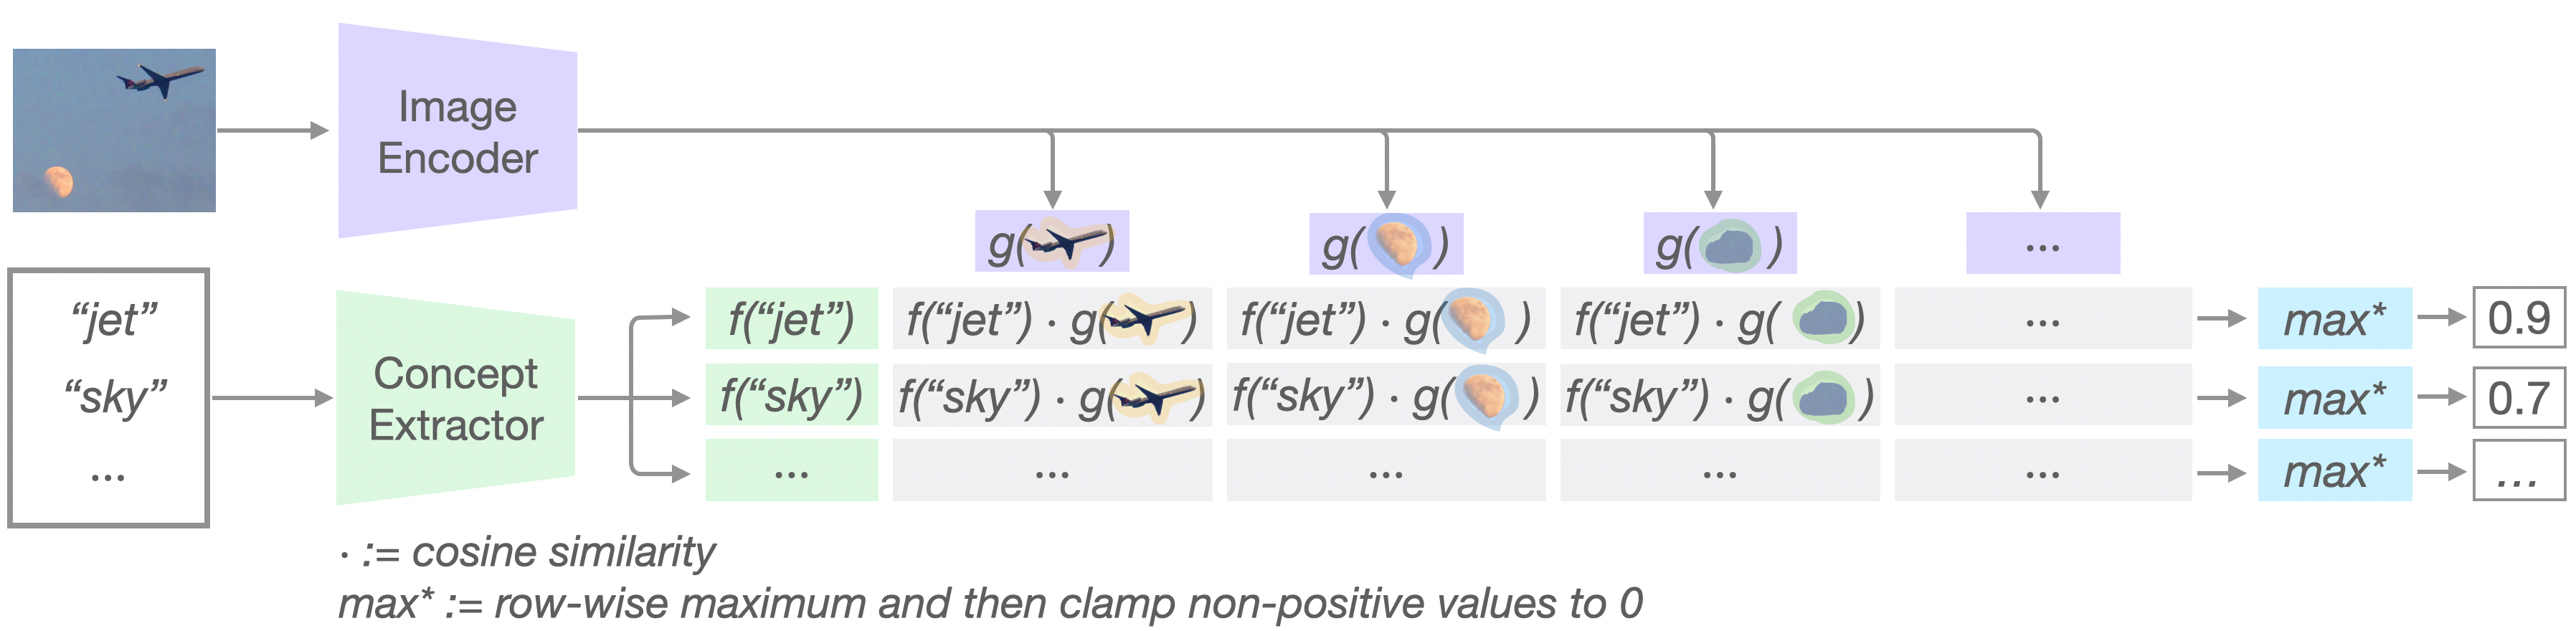 Image
Encoder
g( )
g( )
g( )
...
“jet”
“sky”
...
Concept
Extractor
f(“jet”)
f(“jet”) · g( )
f(“jet”) · g( )
f(“jet”) · g( )
...
max*
0.9
f(“sky”)
f(“sky”) · g( )
f(“sky”) · g( )
f(“sky”) · g( )
...
max*
0.7
...
...
...
...
...
max*
...
· := cosine similarity
max* := row-wise maximum and then clamp non-positive values to 0